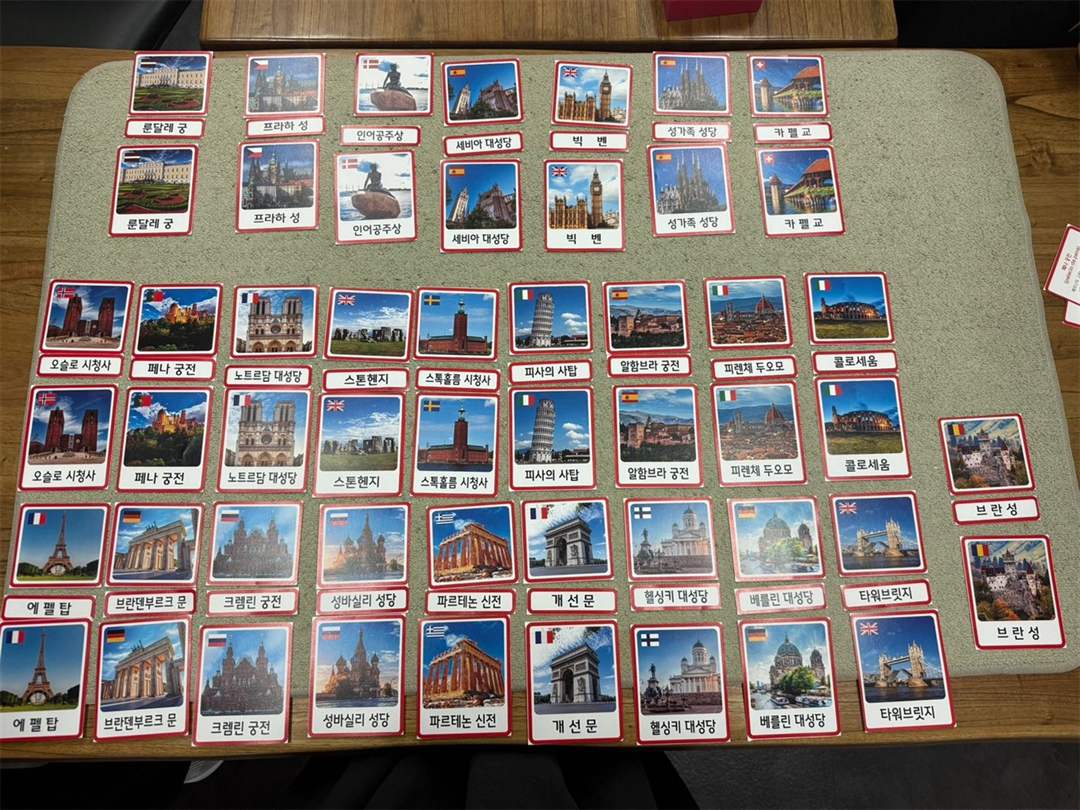 룬달레 궁
프라하 성
인어공주상
세비아 대성당
빅 벤
성가족 성당
카 펠 교
룬달레 궁
프라하 성
인어공주상
세비아 대성당
빅 벤
성가족 성당
카 펠 교
오슬로 시청사
페나 궁전
노트르담 대성당
스톤헨지
스톡홀름 시청사
피사의 사탑
알함브라 궁전
피렌체 두오모
콜로세움
오슬로 시청사
페나 궁전
노트르담 대성당
스톤헨지
스톡홀름 시청사
피사의 사탑
알함브라 궁전
피렌체 두오모
콜로세움
브 란 성
브 란 성
에 펠 탑
브란덴부르크 문
크렘린 궁전
성바실리 성당
파르테논 신전
개 선 문
헬싱키 대성당
베를린 대성당
타워브릿지
에 펠 탑
브란덴부르크 문
크렘린 궁전
성바실리 성당
파르테논 신전
개 선 문
헬싱키 대성당
베를린 대성당
타워브릿지